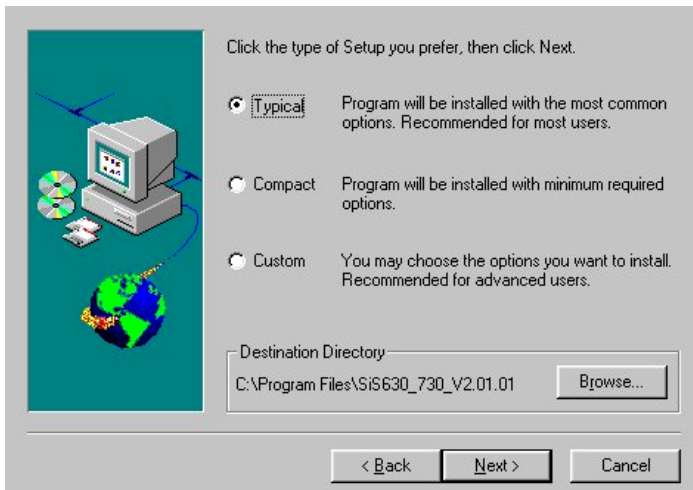 Click the type of Setup you prefer, then click Next.
Typical
Program will be installed with the most common
options. Recommended for most users.
Compact
Program will be installed with minimum required
options.
Custom
You may choose the options you want to install.
Recommended for advanced users.
Destination Directory
C:\Program Files\SiS630_730_V2.01.01
Browse...
< Back
Next >
Cancel